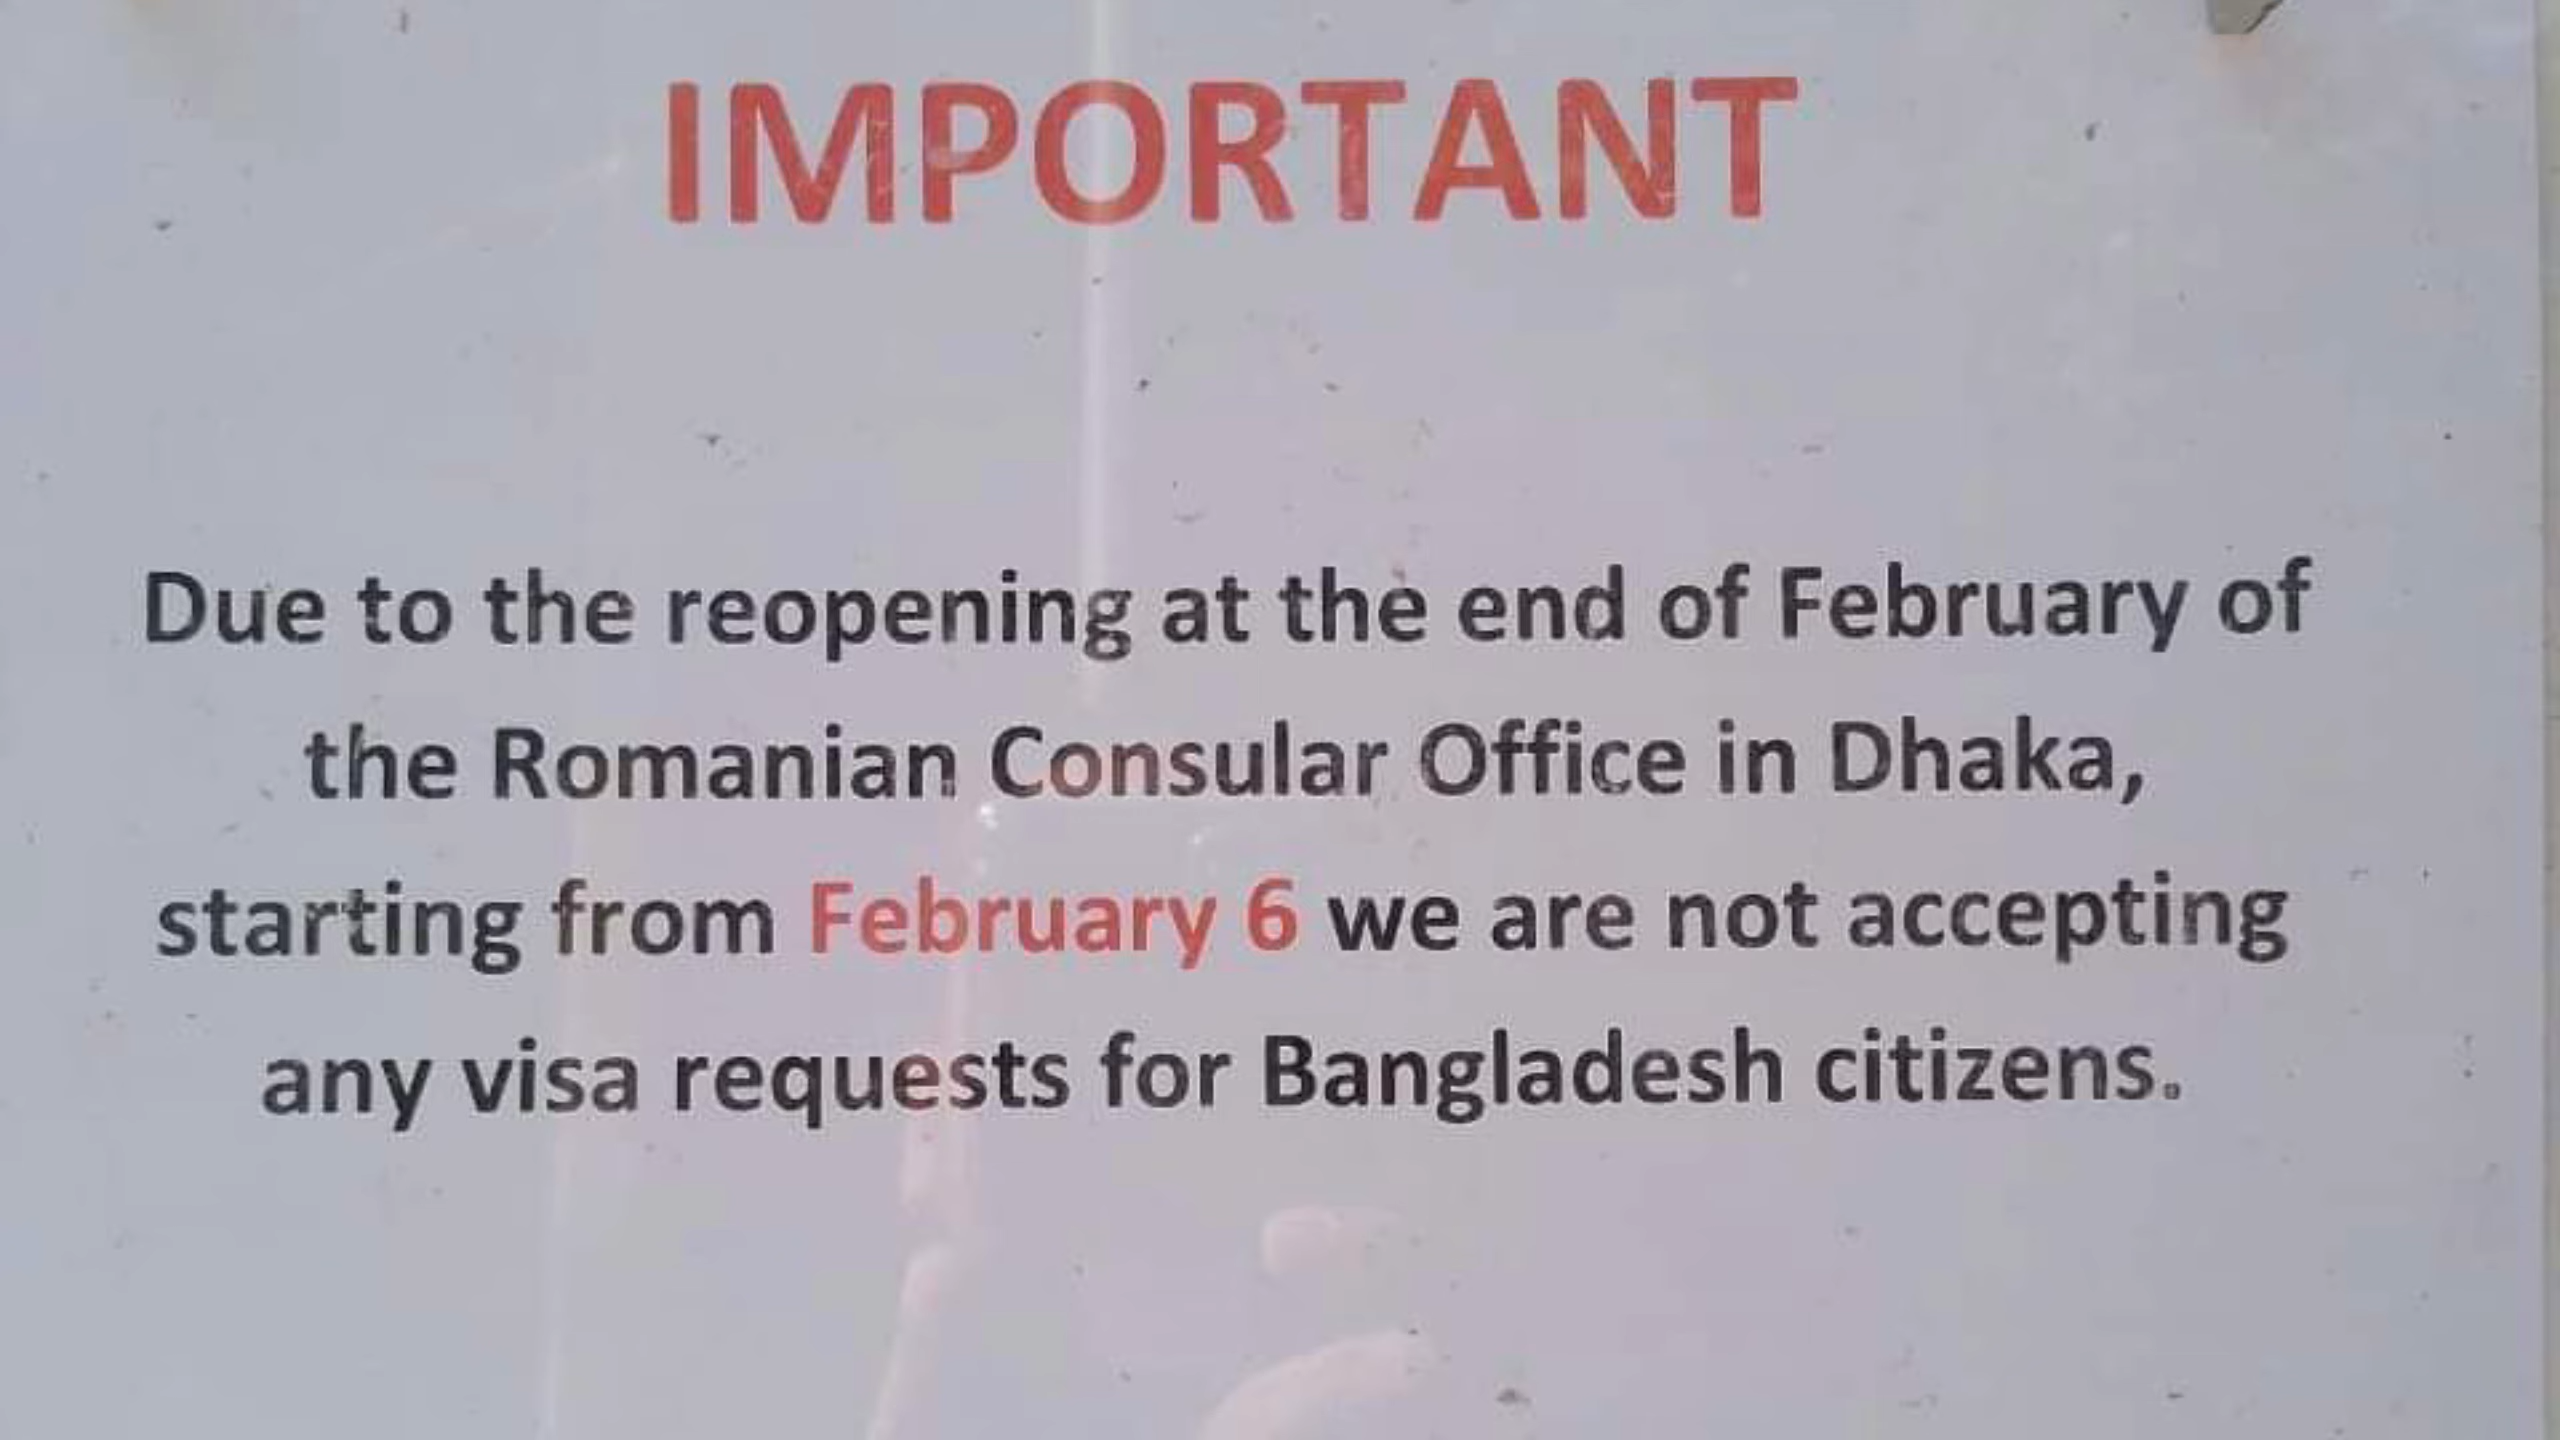 IMPORTANT
Due to the reopening at the end of February of
the Romanian Consular Office in Dhaka,
starting from February 6 we are not accepting
any visa requests for Bangladesh citizens.